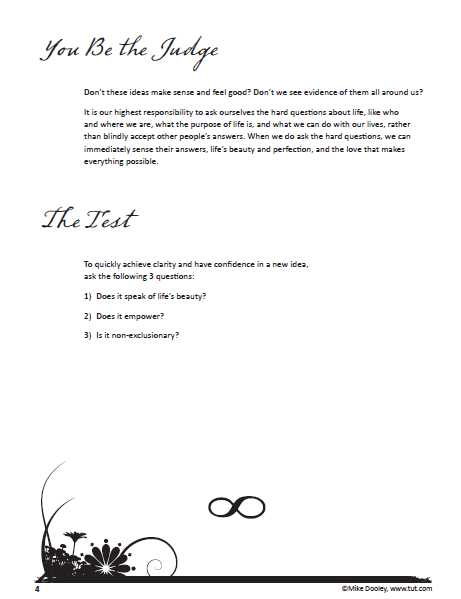 You Be the Judge
Don't these ideas make sense and feel good? Don't we see evidence of them all around us?
It is our highest responsibility to ask ourselves the hard questions about life, like who
and where we are, what the purpose of life is, and what we can do with our lives, rather
than blindly accept other people's answers. When we do ask the hard questions, we can
immediately sense their answers, life's beauty and perfection, and the love that makes
everything possible.
The Test
To quickly achieve clarity and have confidence in a new idea,
ask the following 3 questions:
1) Does it speak of life's beauty?
2) Does it empower?
3) Is it non-exclusionary?
4
©Mike Dooley, www.tut.com